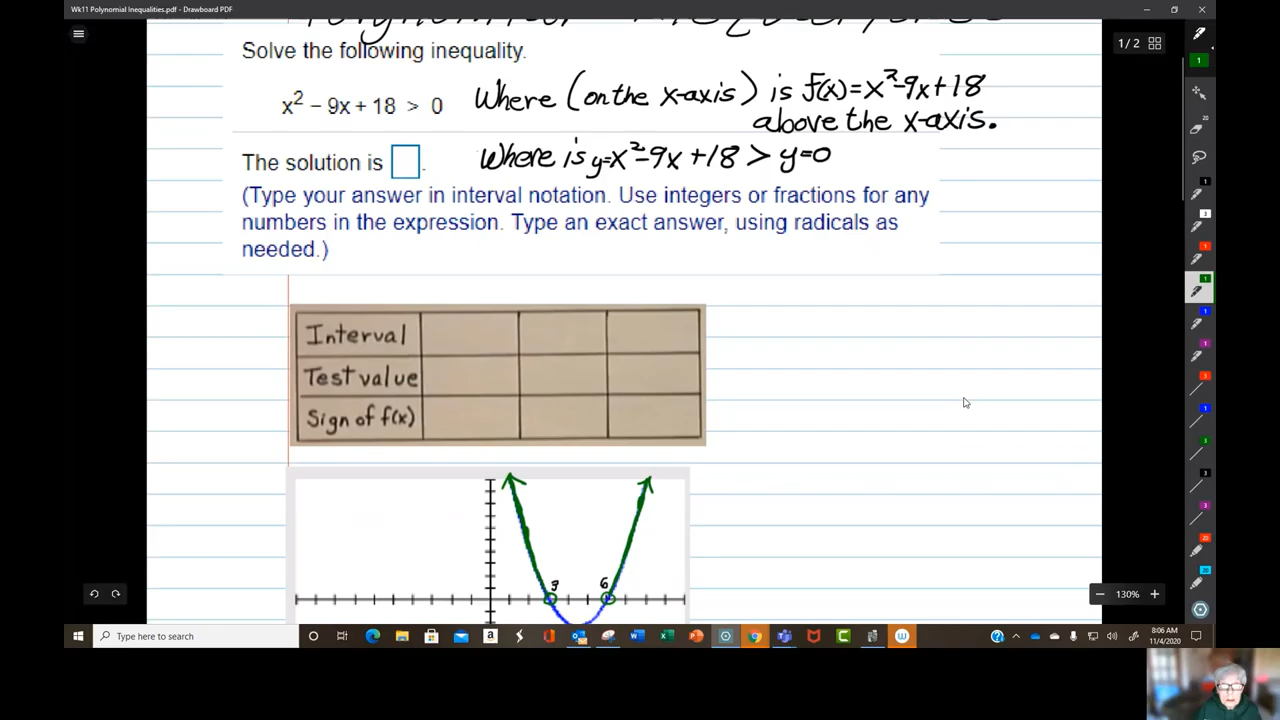 Wk11 Polynomial Inequalities.pdf - Drawboard PDF
Polynomial Inequalities
Solve the following inequality.
1 / 2
x² − 9x + 18 > 0
Where (on the x-axis) is f(x)=x²-9x+18
above the x-axis.
The solution is
Where is y=x²-9x+18 > y=0
(Type your answer in interval notation. Use integers or fractions for any
numbers in the expression. Type an exact answer, using radicals as
needed.)
Interval
Test value
Sign of f(x)
3
6
130%
Type here to search
8:06 AM
11/4/2020